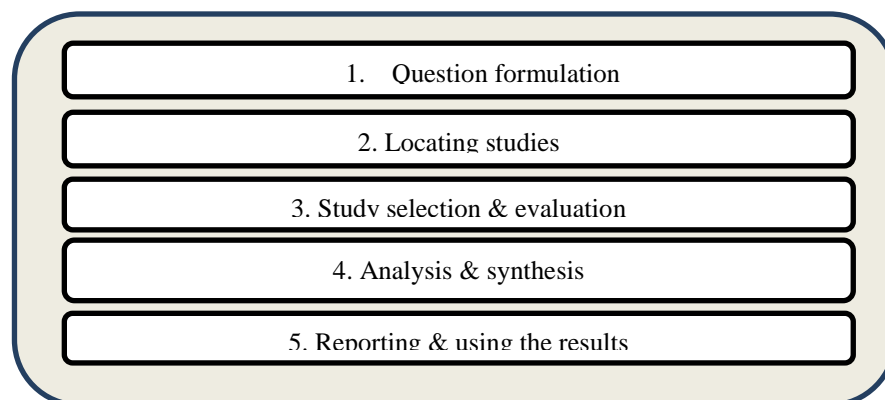 1. Question formulation
2. Locating studies
3. Study selection & evaluation
4. Analysis & synthesis
5. Reporting & using the results